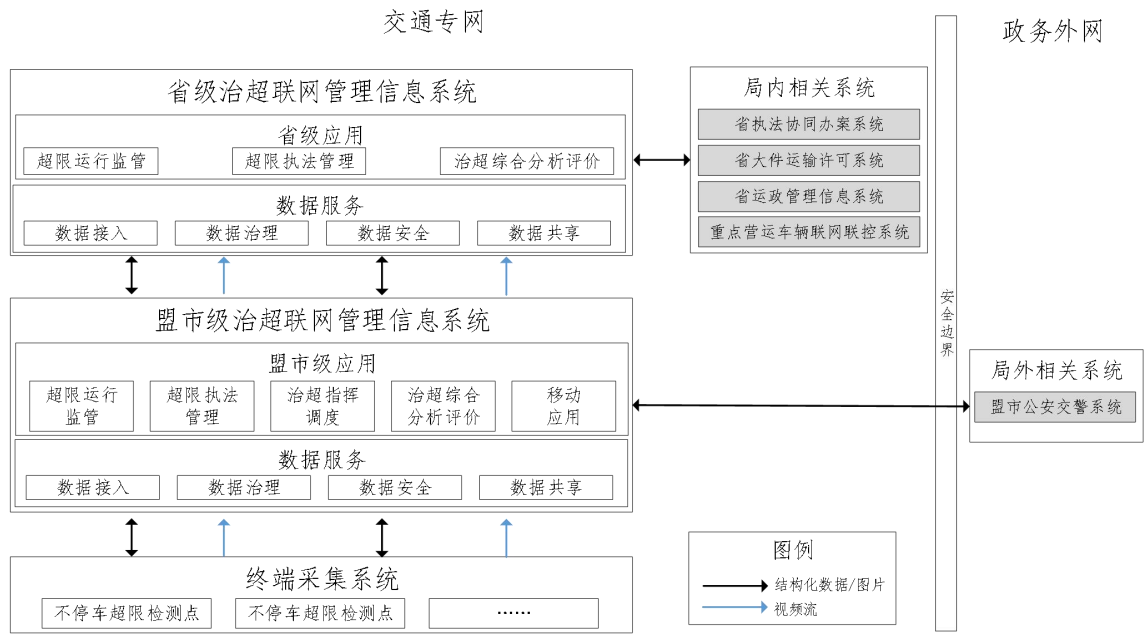 交通专网
政务外网
省级治超联网管理信息系统
省级应用
超限运行监管
超限执法管理
治超综合分析评价
数据服务
数据接入
数据治理
数据安全
数据共享
局内相关系统
省执法协同办案系统
省大件运输许可系统
省运政管理信息系统
重点营运车辆联网联控系统
安全边界
盟市级治超联网管理信息系统
盟市级应用
超限运行
监管
超限执法
管理
治超指挥
调度
治超综合
分析评价
移动
应用
数据服务
数据接入
数据治理
数据安全
数据共享
局外相关系统
盟市公安交警系统
终端采集系统
不停车超限检测点
不停车超限检测点
……
图例
结构化数据/图片
视频流